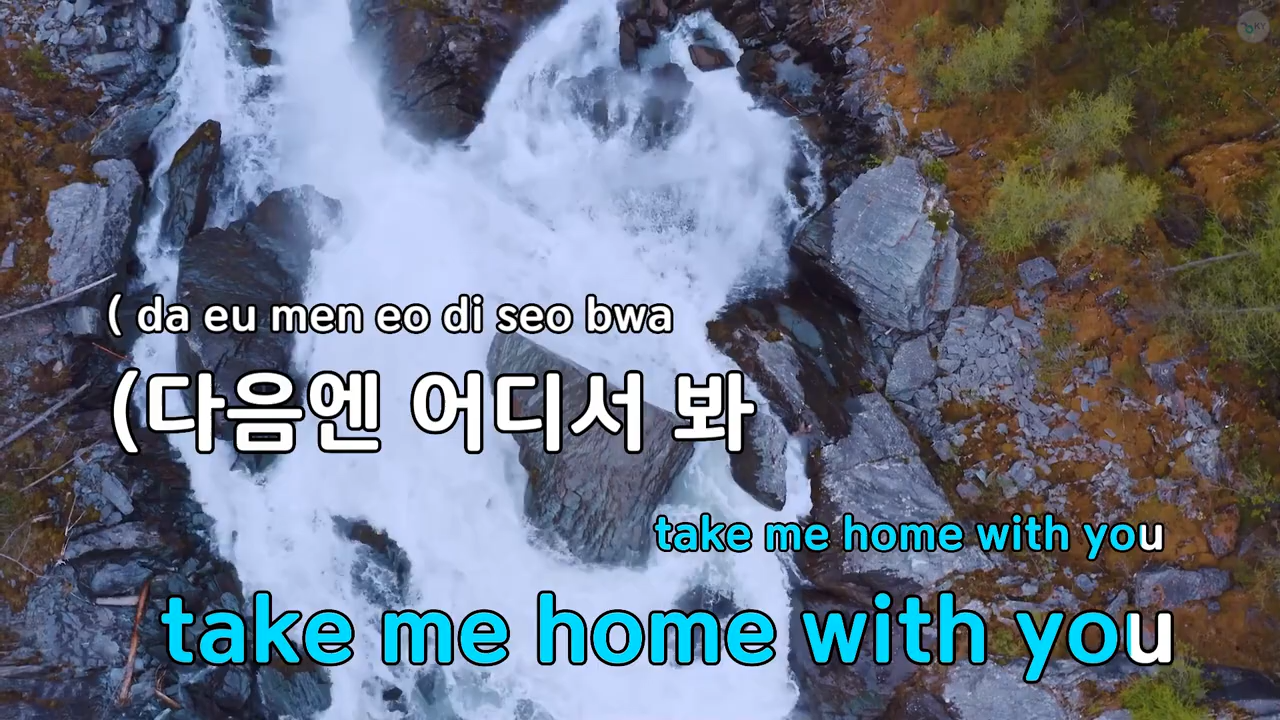 ( da eu men eo di seo bwa
(다음엔 어디서 봐
take me home with you
take me home with you
KY